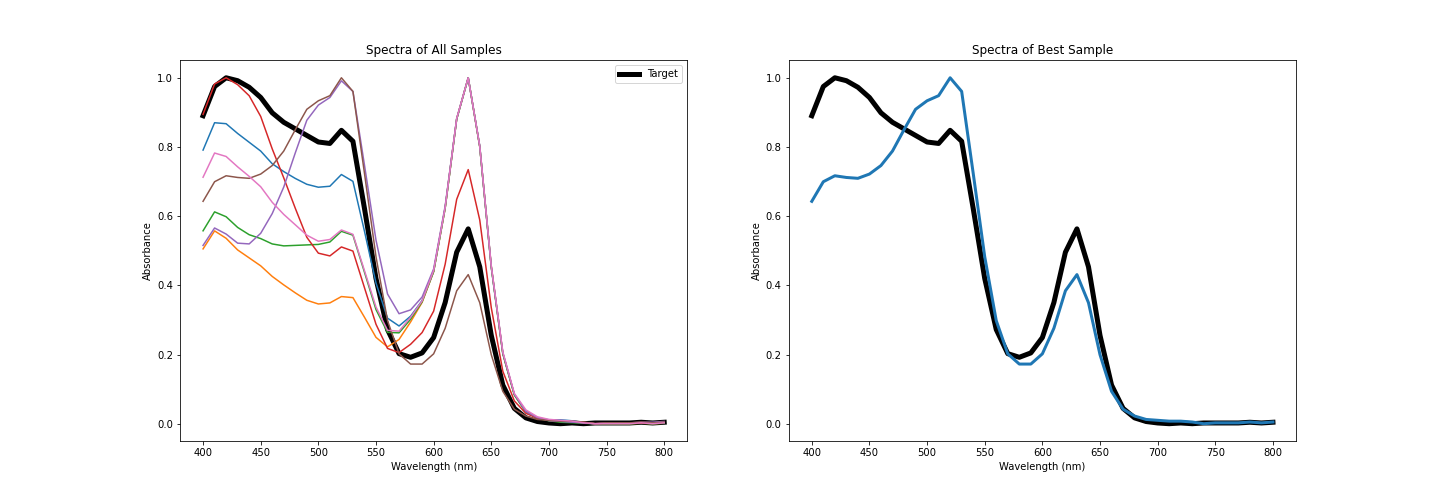 Spectra of All Samples
Target
1.0
0.8
0.6
0.4
0.2
0.0
Absorbance
400 450 500 550 600 650 700 750 800
Wavelength (nm)
Spectra of Best Sample
1.0
0.8
0.6
0.4
0.2
0.0
Absorbance
400 450 500 550 600 650 700 750 800
Wavelength (nm)